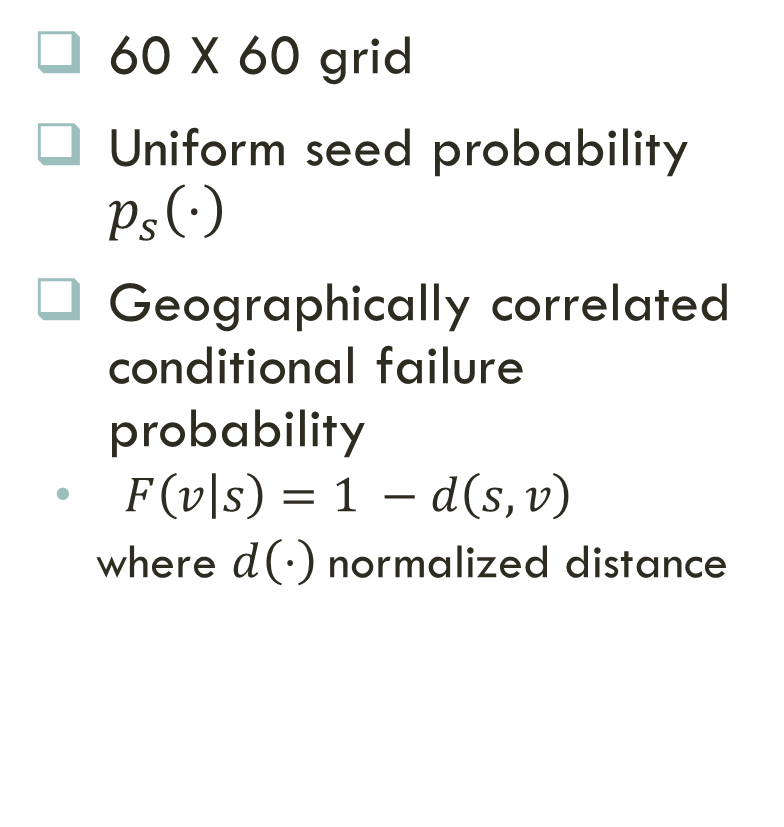 ❑ 60 X 60 grid
❑ Uniform seed probability
pₛ(·)
❑ Geographically correlated
conditional failure
probability
• F(v|s) = 1 − d(s, v)
where d(·) normalized distance